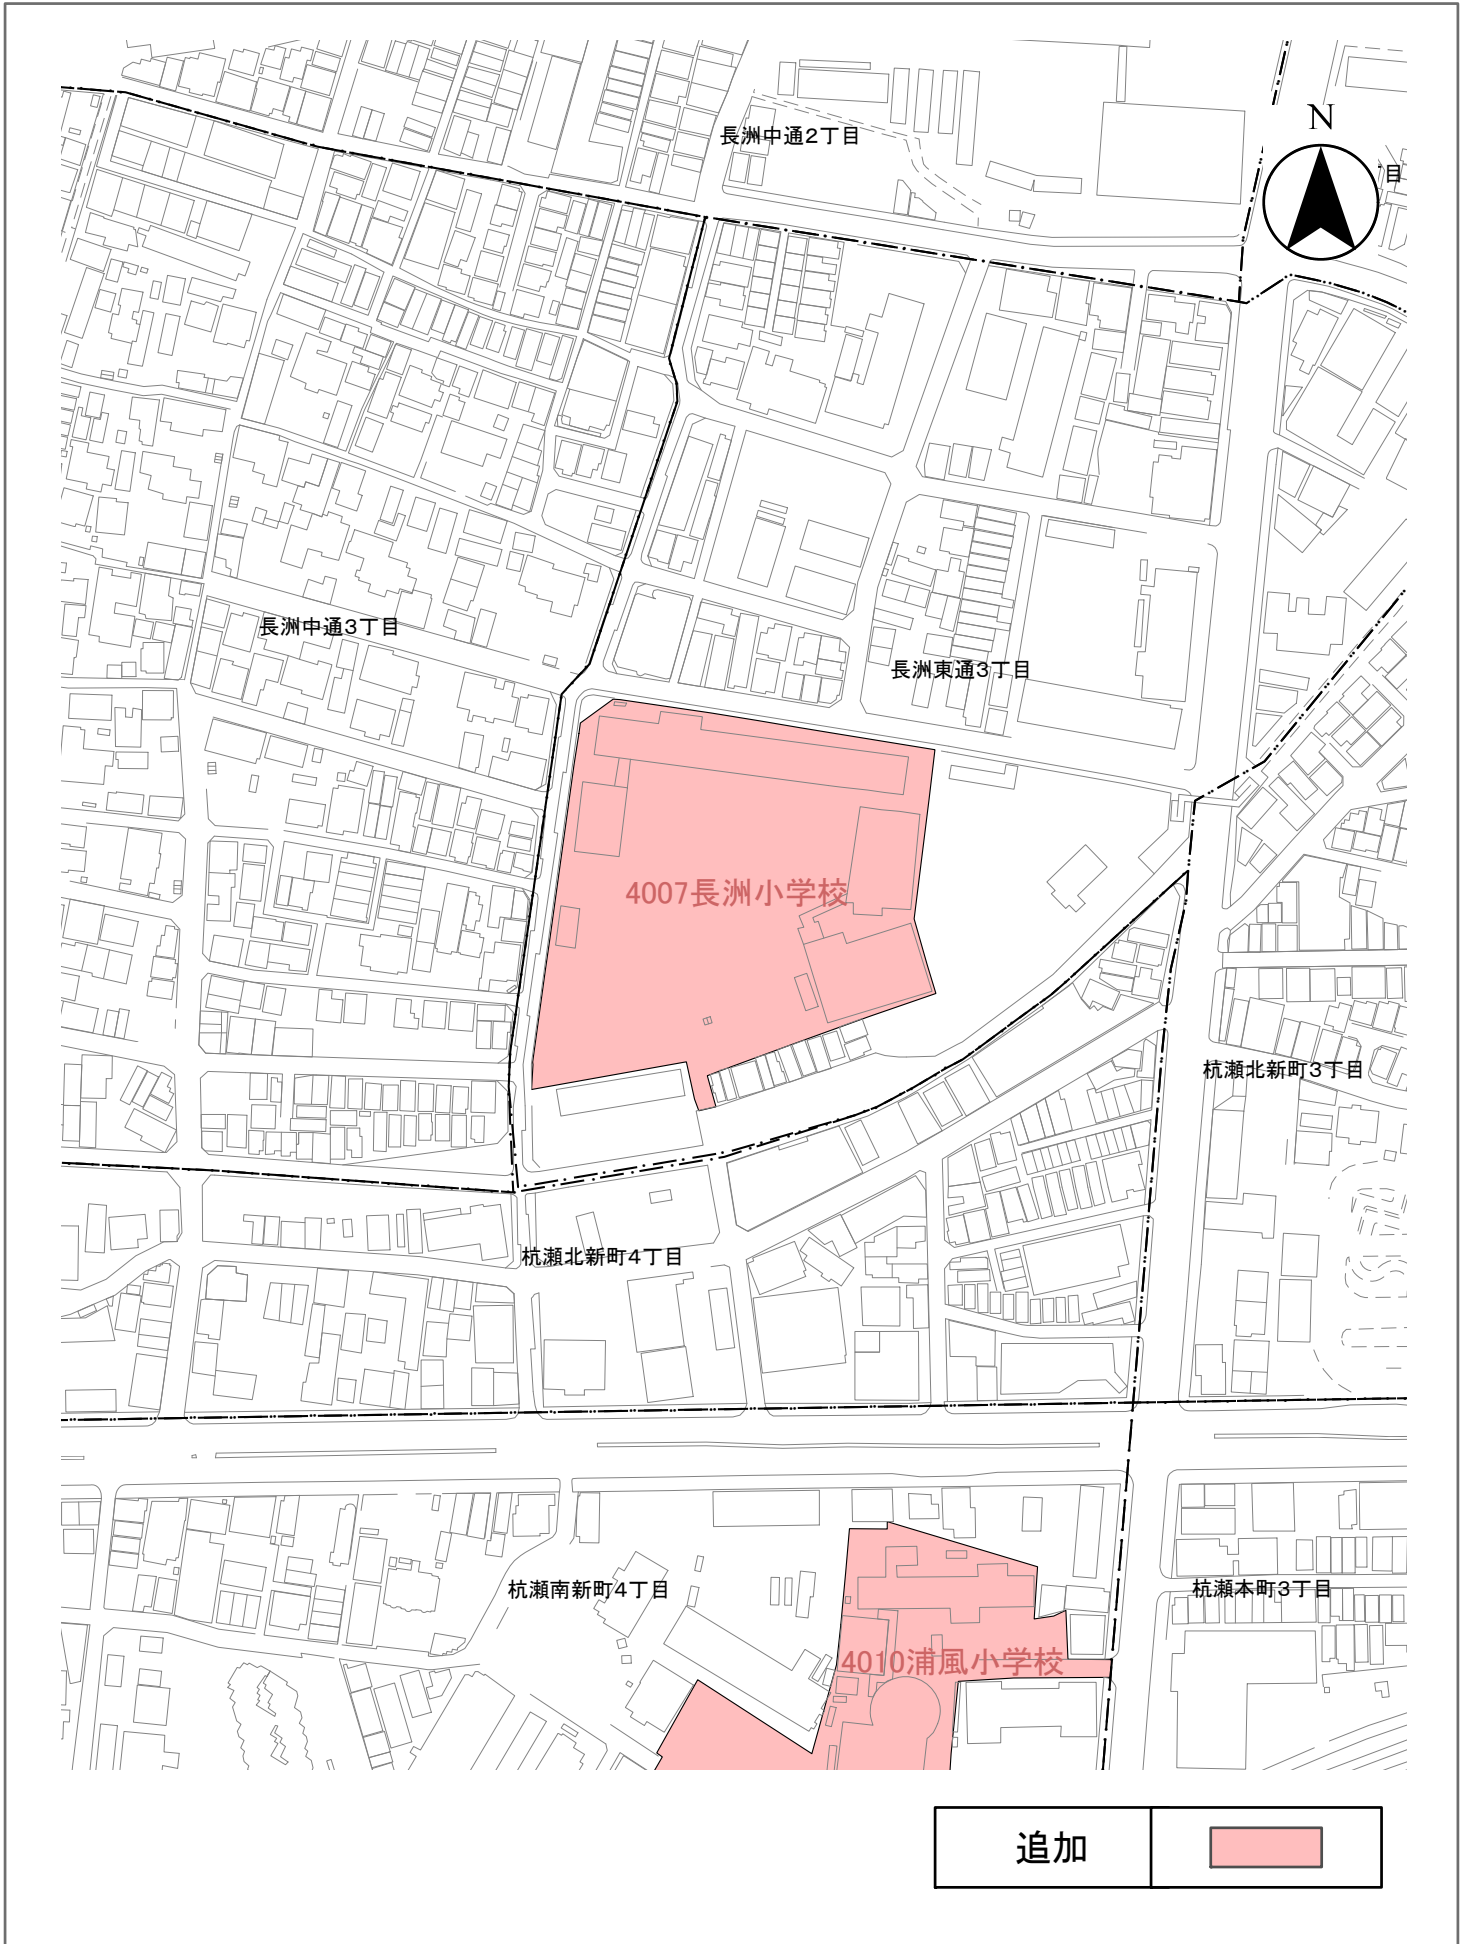 長洲中通2丁目
N
目
長洲中通3丁目
長洲東通3丁目
4007長洲小学校
杭瀬北新町3丁目
杭瀬北新町4丁目
杭瀬南新町4丁目
杭瀬本町3丁目
4010浦風小学校
追加